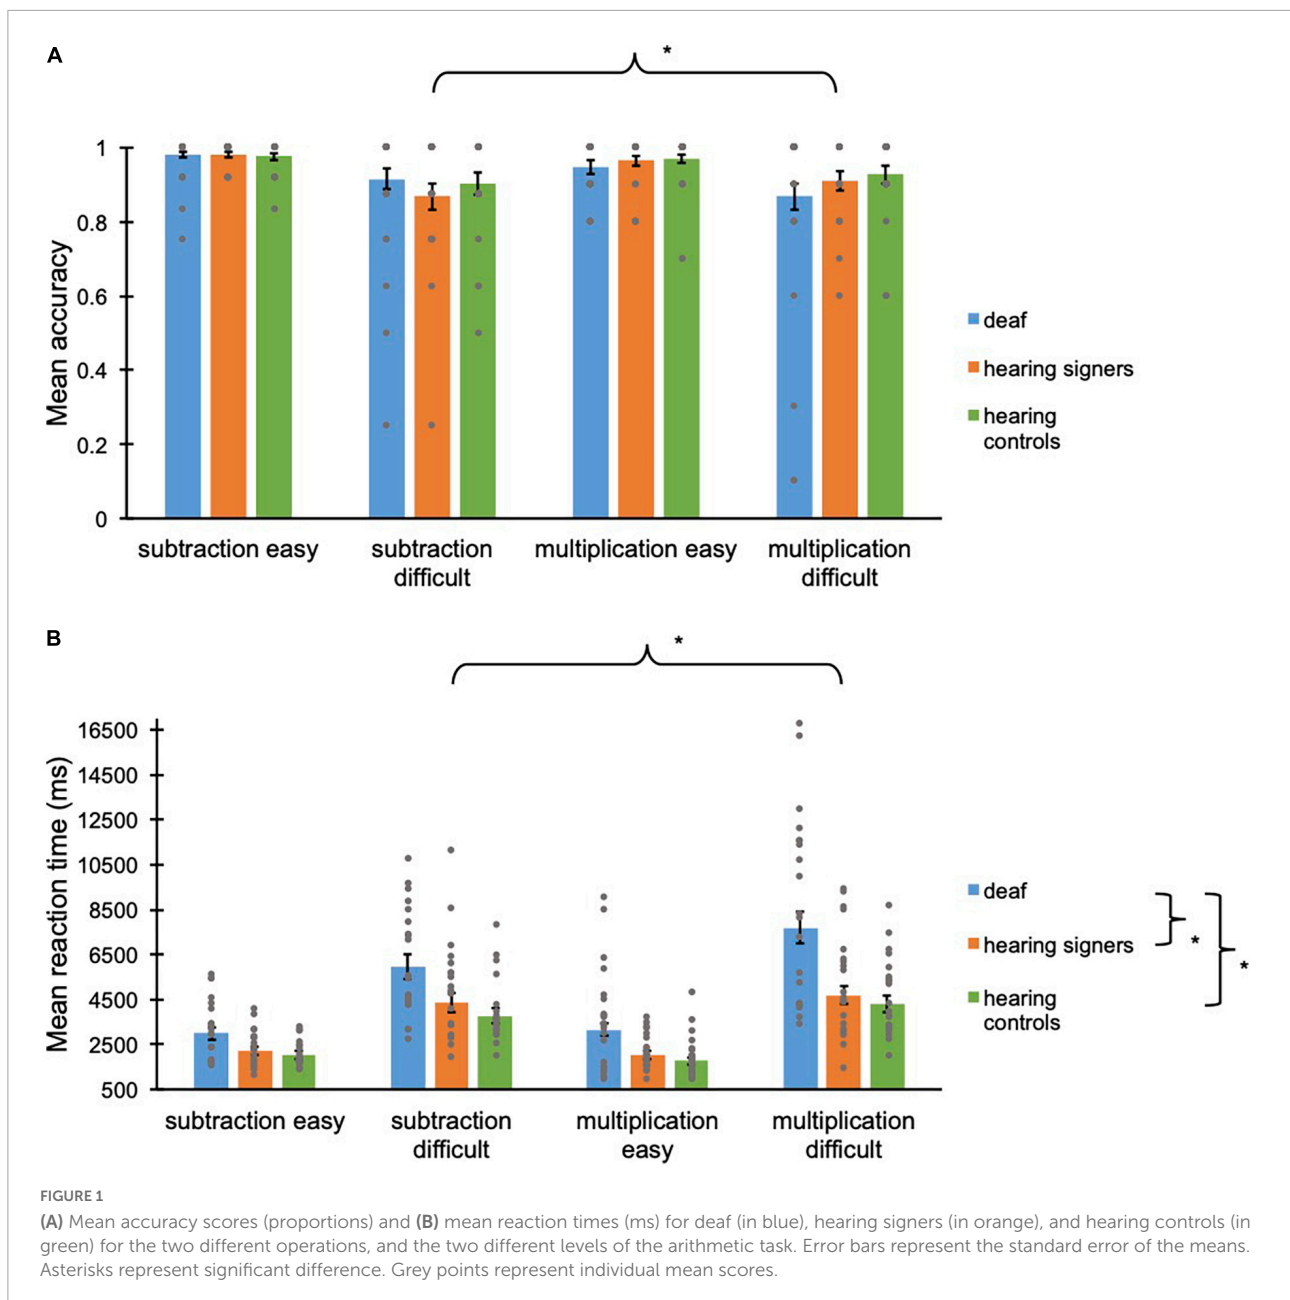 A
*
1
0.8
0.6
0.4
0.2
0
Mean accuracy
subtraction easy
subtraction
difficult
multiplication easy
multiplication
difficult
deaf
hearing signers
hearing
controls
B
*
16500
14500
12500
10500
8500
6500
4500
2500
500
Mean reaction time (ms)
subtraction easy
subtraction
difficult
multiplication
easy
multiplication
difficult
deaf
hearing signers
hearing
controls
*
*
FIGURE 1
(A) Mean accuracy scores (proportions) and (B) mean reaction times (ms) for deaf (in blue), hearing signers (in orange), and hearing controls (in
green) for the two different operations, and the two different levels of the arithmetic task. Error bars represent the standard error of the means.
Asterisks represent significant difference. Grey points represent individual mean scores.